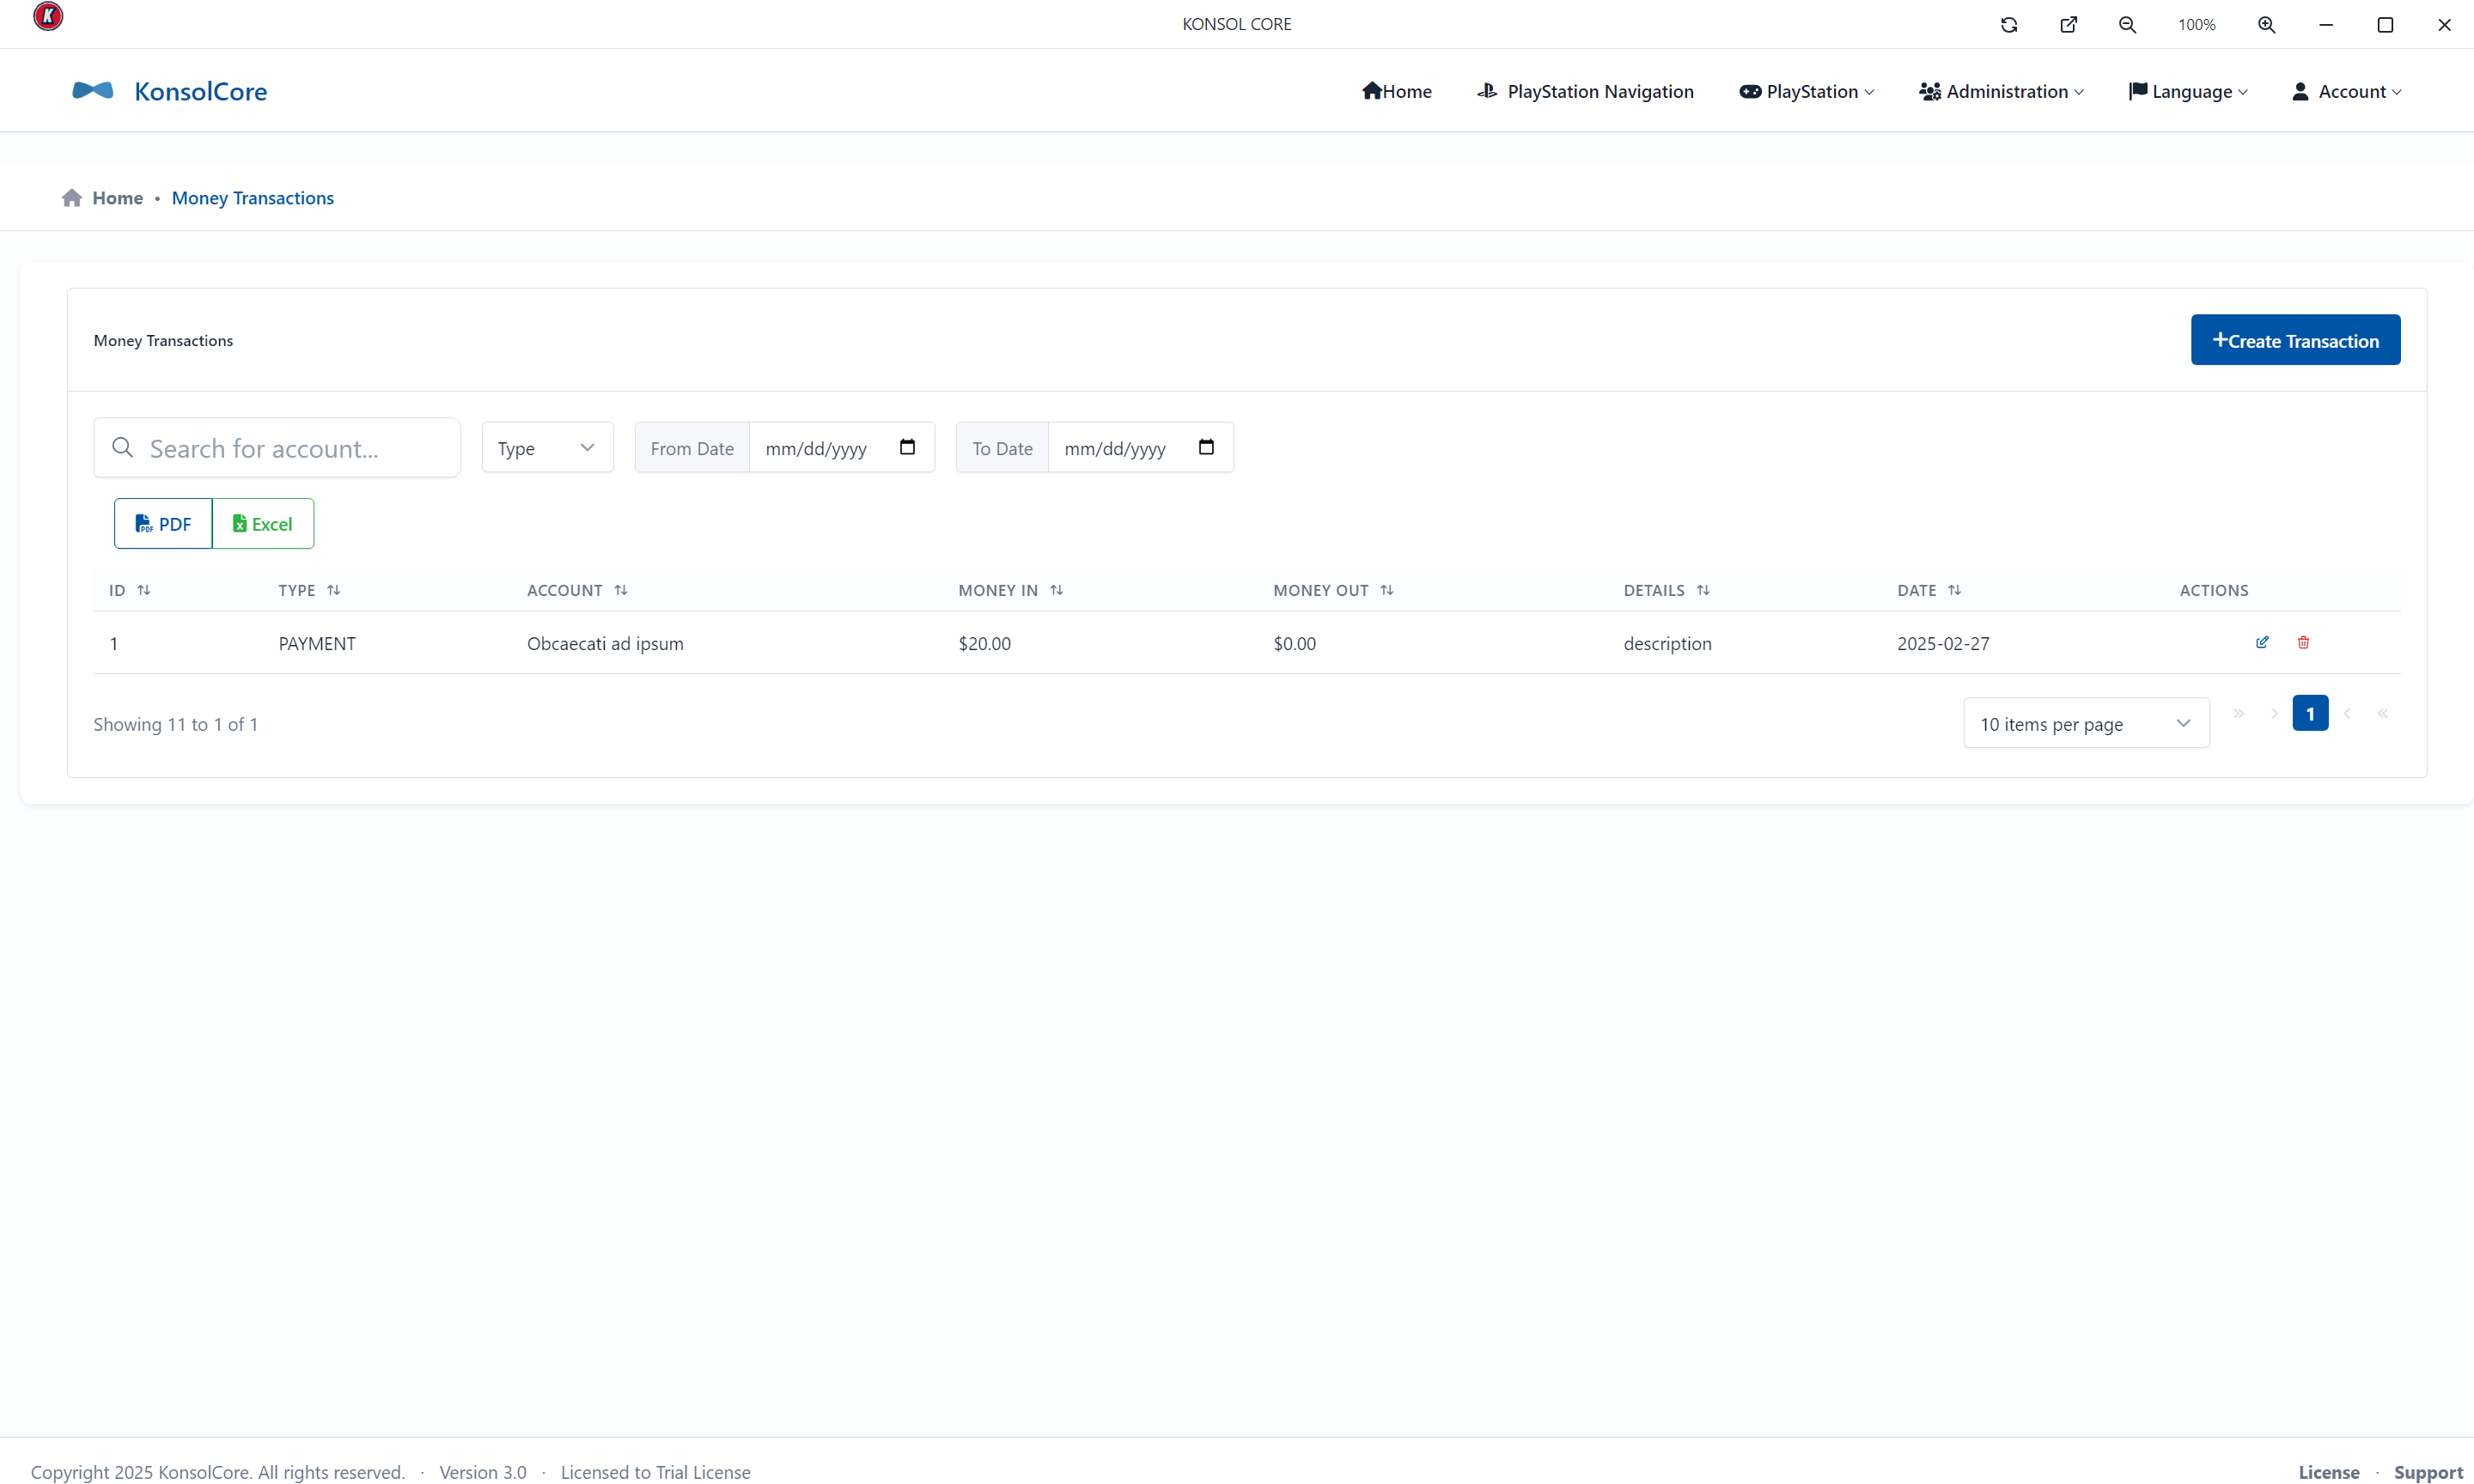 KONSOL CORE
100%
KonsolCore
Home
PlayStation Navigation
PlayStation
Administration
Language
Account
Home • Money Transactions
Money Transactions
+Create Transaction
Search for account...
Type
From Date mm/dd/yyyy
To Date mm/dd/yyyy
PDF
Excel
ID TYPE ACCOUNT MONEY IN MONEY OUT DETAILS DATE ACTIONS
1 PAYMENT Obcaecati ad ipsum $20.00 $0.00 description 2025-02-27
Showing 11 to 1 of 1
10 items per page
» › 1 ‹ «
Copyright 2025 KonsolCore. All rights reserved. · Version 3.0 · Licensed to Trial License
License · Support